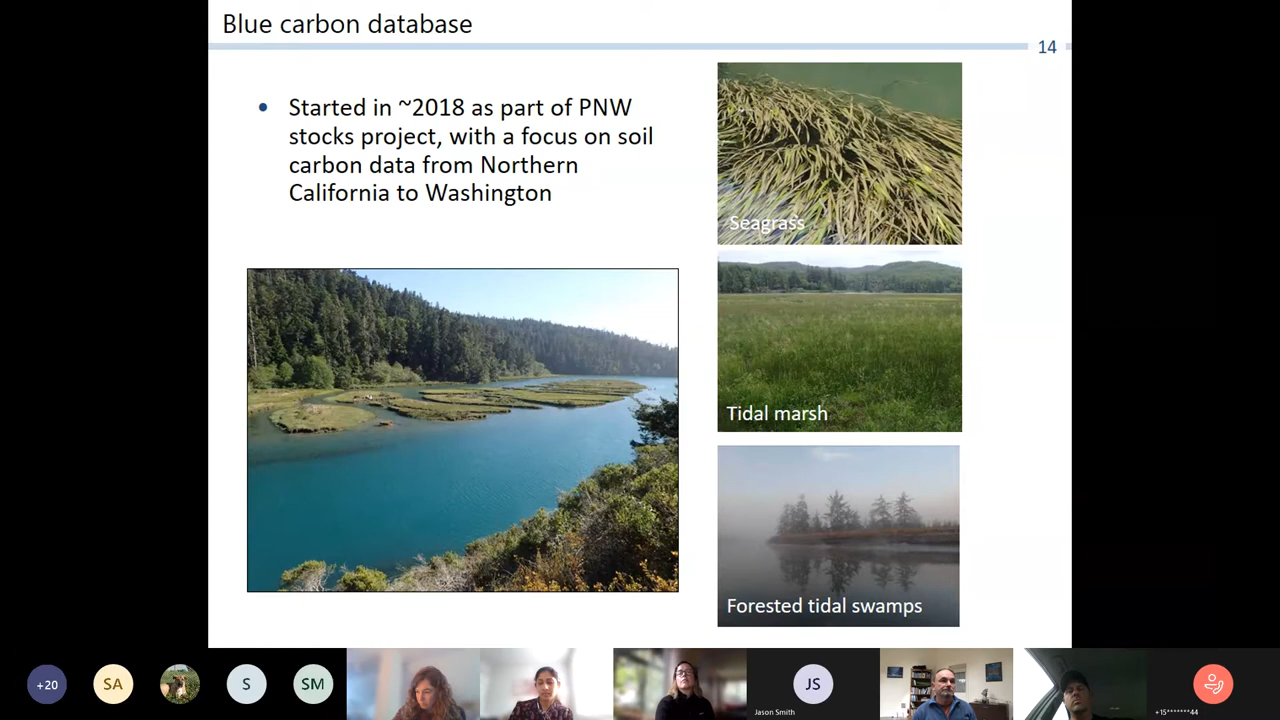 Blue carbon database
14
• Started in ~2018 as part of PNW
stocks project, with a focus on soil
carbon data from Northern
California to Washington
Seagrass
Tidal marsh
Forested tidal swamps
+20
SA
S
SM
JS
Jason Smith
+15*******44